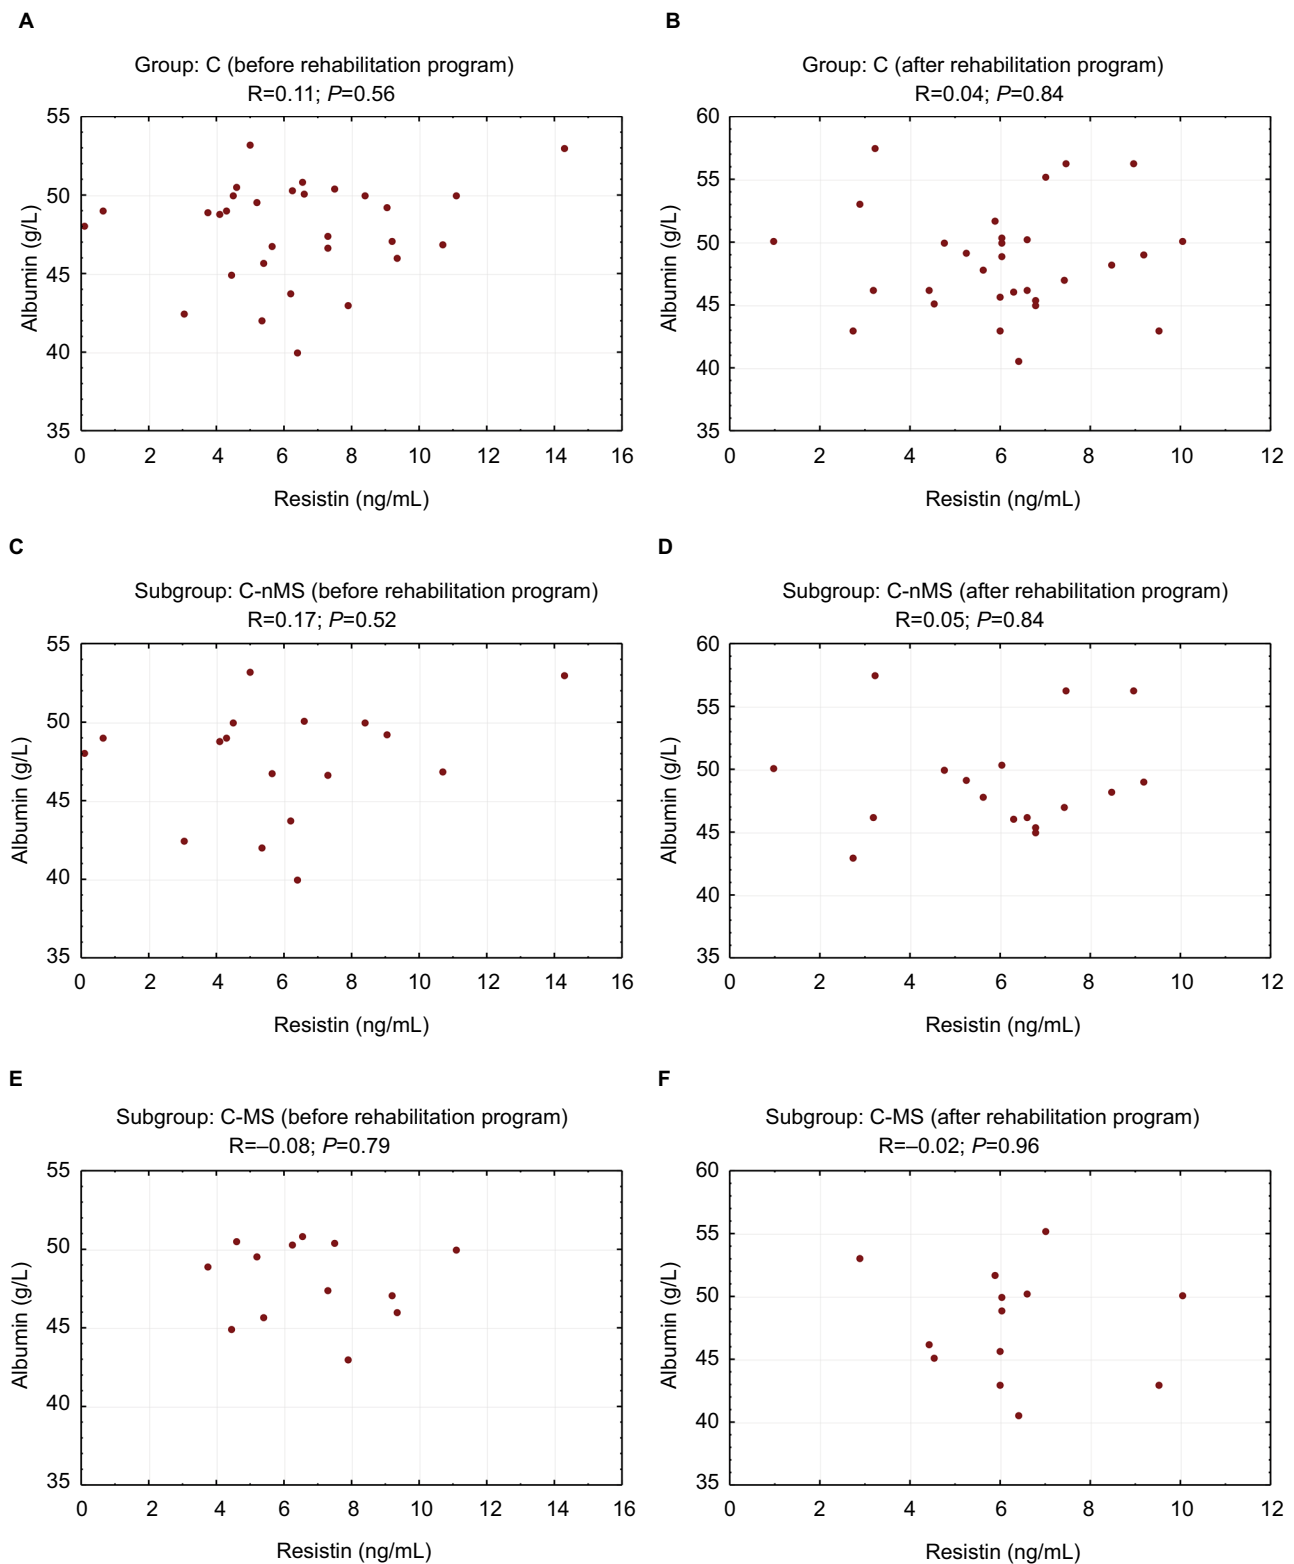 A
Group: C (before rehabilitation program)
R=0.11; P=0.56
55
50
45
40
35
Albumin (g/L)
0 2 4 6 8 10 12 14 16
Resistin (ng/mL)
B
Group: C (after rehabilitation program)
R=0.04; P=0.84
60
55
50
45
40
35
Albumin (g/L)
0 2 4 6 8 10 12
Resistin (ng/mL)
C
Subgroup: C-nMS (before rehabilitation program)
R=0.17; P=0.52
55
50
45
40
35
Albumin (g/L)
0 2 4 6 8 10 12 14 16
Resistin (ng/mL)
D
Subgroup: C-nMS (after rehabilitation program)
R=0.05; P=0.84
60
55
50
45
40
35
Albumin (g/L)
0 2 4 6 8 10 12
Resistin (ng/mL)
E
Subgroup: C-MS (before rehabilitation program)
R=–0.08; P=0.79
55
50
45
40
35
Albumin (g/L)
0 2 4 6 8 10 12 14 16
Resistin (ng/mL)
F
Subgroup: C-MS (after rehabilitation program)
R=–0.02; P=0.96
60
55
50
45
40
35
Albumin (g/L)
0 2 4 6 8 10 12
Resistin (ng/mL)